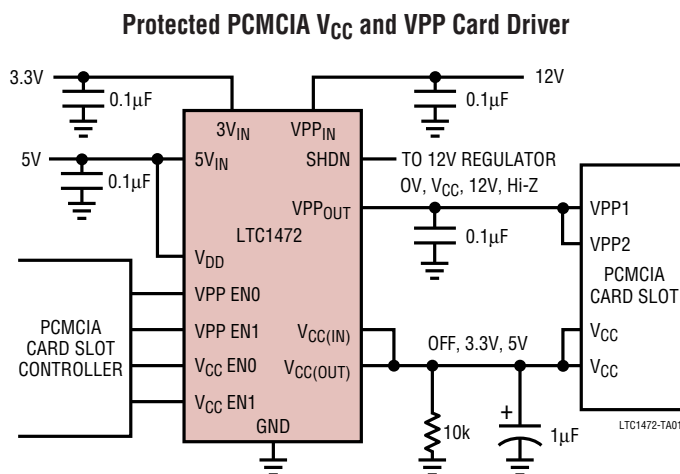 Protected PCMCIA VCC and VPP Card Driver
3.3V
0.1µF
12V
0.1µF
3VIN
VPPIN
5V
0.1µF
5VIN
SHDN
TO 12V REGULATOR
0V, VCC, 12V, Hi-Z
VPPOUT
0.1µF
VPP1
VPP2
LTC1472
VDD
PCMCIA
CARD SLOT
VPP EN0
VPP EN1
VCC EN0
VCC EN1
PCMCIA
CARD SLOT
CONTROLLER
VCC(IN)
VCC(OUT)
OFF, 3.3V, 5V
VCC
VCC
GND
10k
+
1µF
LTC1472-TA01